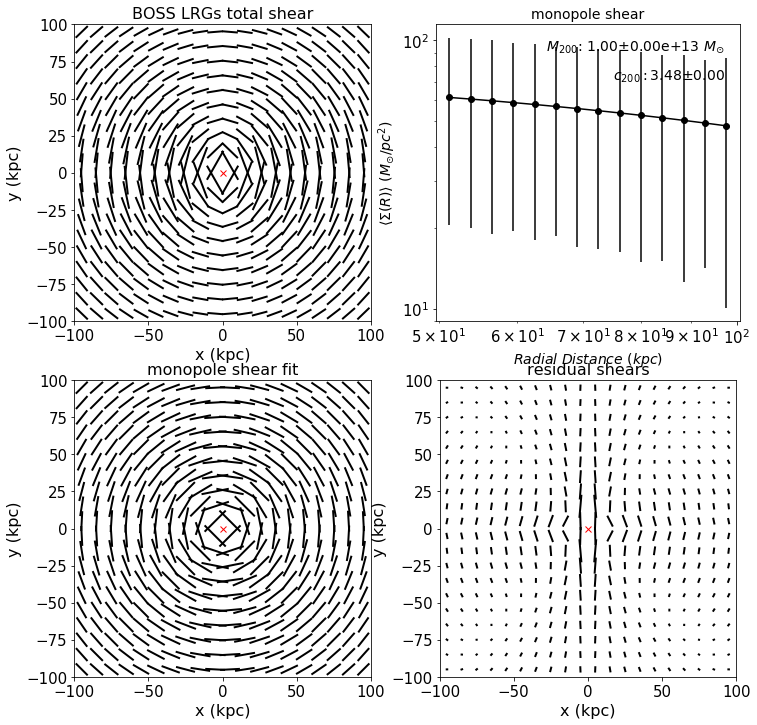 BOSS LRGs total shear
100
75
50
25
0
−25
−50
−75
−100
y (kpc)
−100 −50 0 50 100
x (kpc)
monopole shear
M₂₀₀: 1.00±0.00e+13 M⊙
c₂₀₀: 3.48±0.00
10²
10¹
⟨Σ(R)⟩ (M⊙/pc²)
5 × 10¹ 6 × 10¹ 7 × 10¹ 8 × 10¹ 9 × 10¹ 10²
Radial Distance (kpc)
monopole shear fit
100
75
50
25
0
−25
−50
−75
−100
y (kpc)
−100 −50 0 50 100
x (kpc)
residual shears
100
75
50
25
0
−25
−50
−75
−100
y (kpc)
−100 −50 0 50 100
x (kpc)